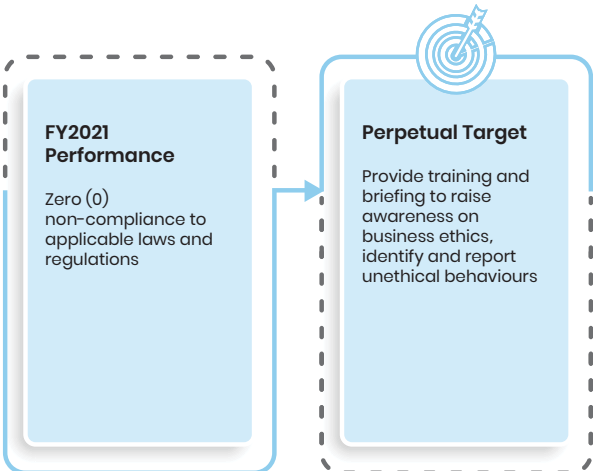 FY2021
Performance
Zero (0)
non-compliance to
applicable laws and
regulations
Perpetual Target
Provide training and
briefing to raise
awareness on
business ethics,
identify and report
unethical behaviours